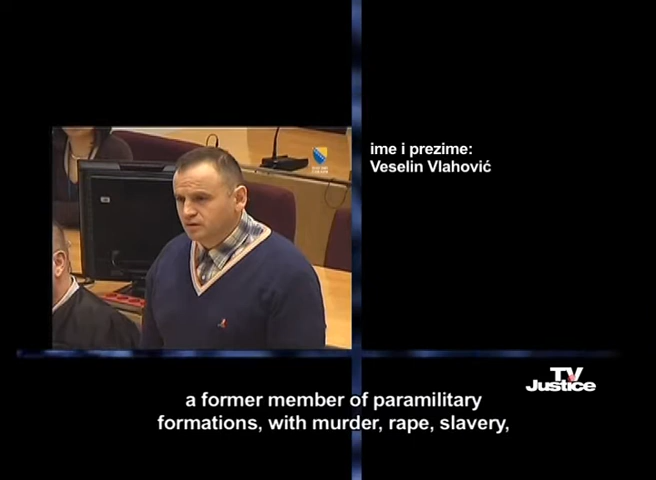 ime i prezime:
Veselin Vlahović
TV
Justice
a former member of paramilitary
formations, with murder, rape, slavery,